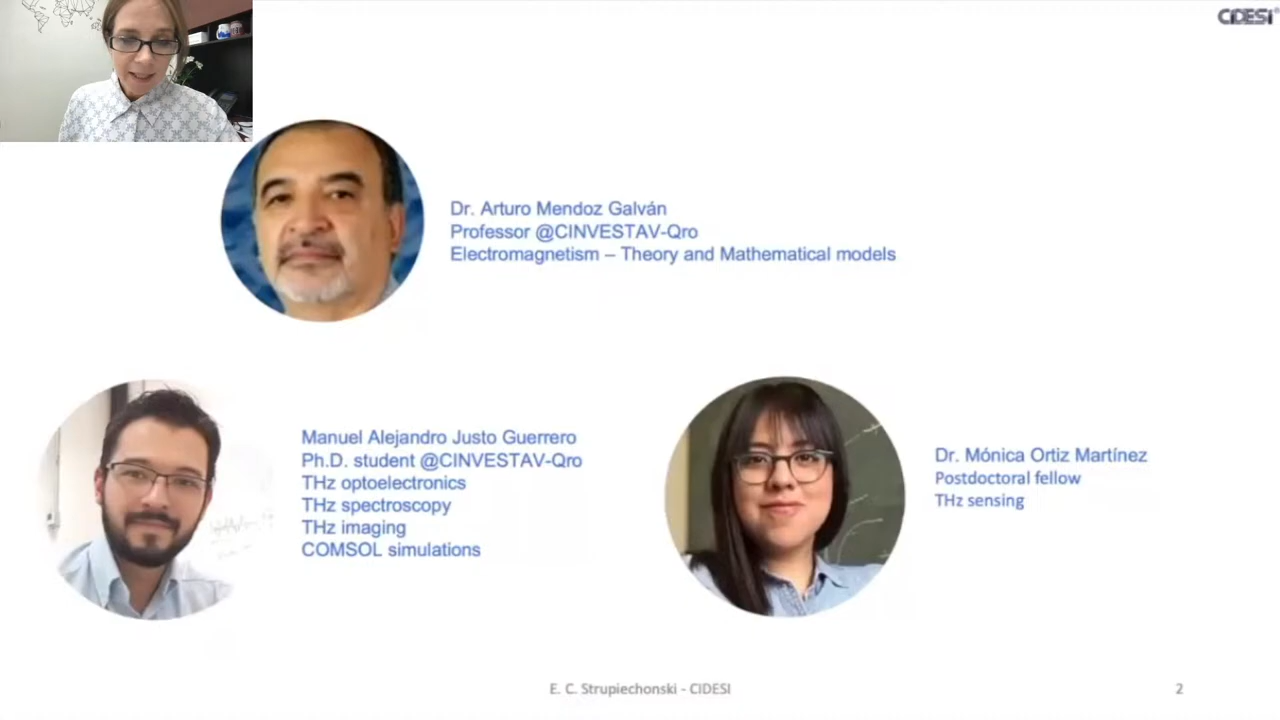 CIDESI
Dr. Arturo Mendoz Galván
Professor @CINVESTAV-Qro
Electromagnetism – Theory and Mathematical models
Manuel Alejandro Justo Guerrero
Ph.D. student @CINVESTAV-Qro
THz optoelectronics
THz spectroscopy
THz imaging
COMSOL simulations
Dr. Mónica Ortiz Martínez
Postdoctoral fellow
THz sensing
E. C. Strupiechonski - CIDESI
2